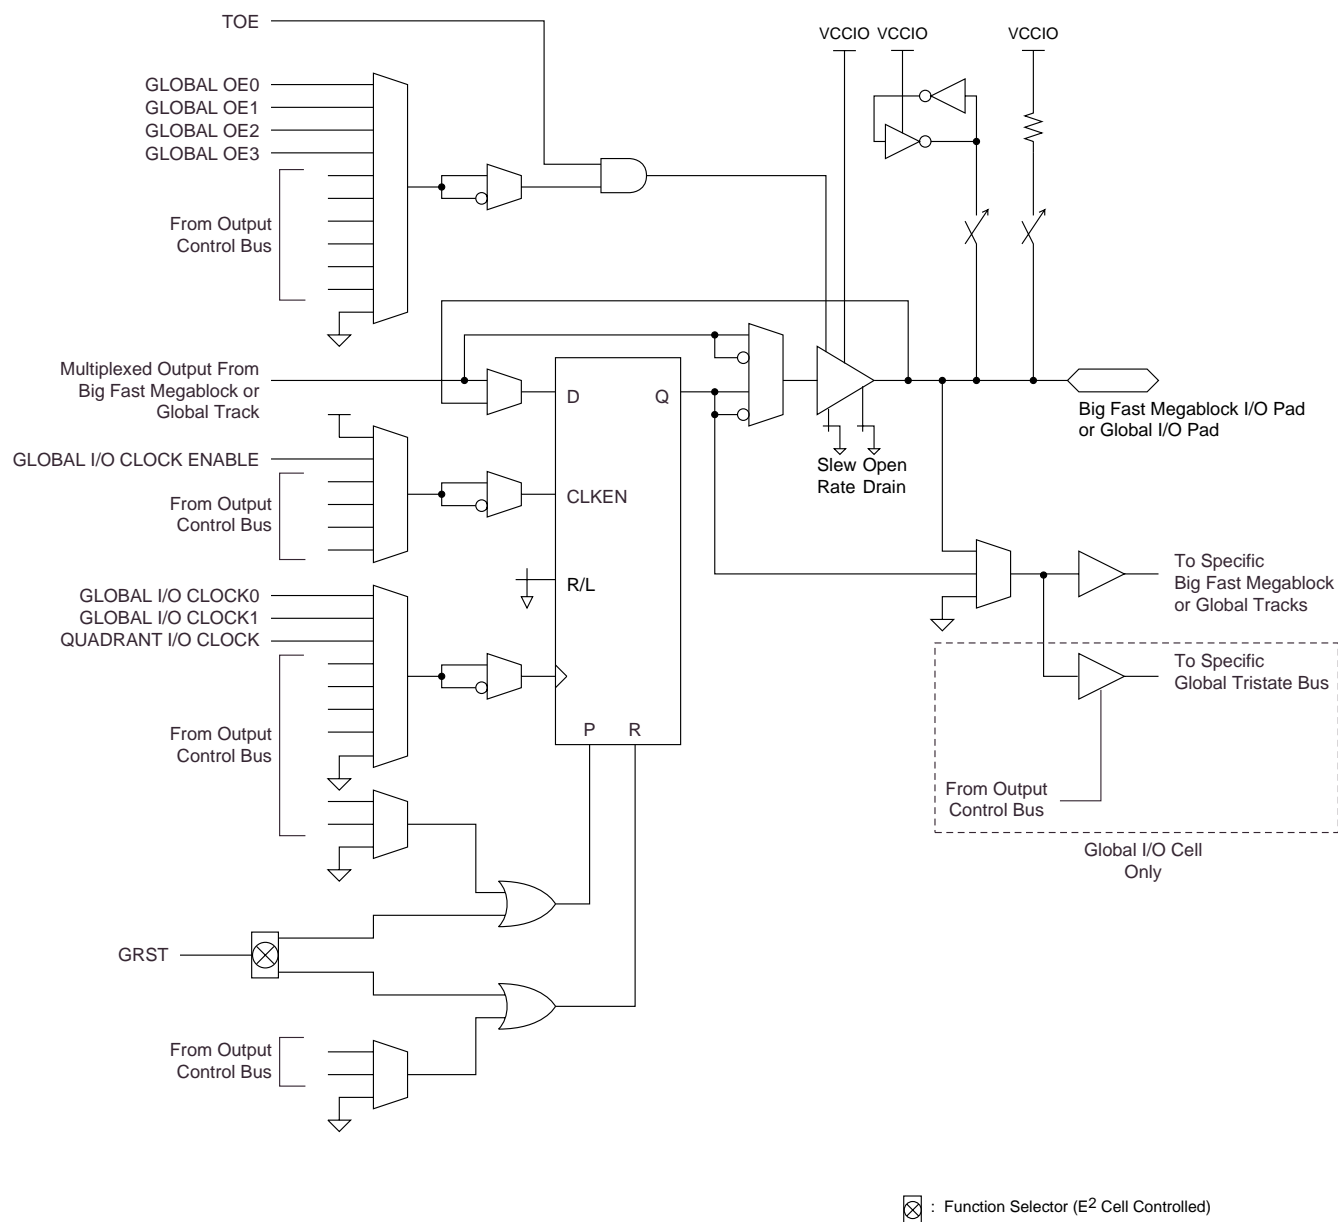 TOE
VCCIO VCCIO VCCIO
GLOBAL OE0
GLOBAL OE1
GLOBAL OE2
GLOBAL OE3
From Output
Control Bus
Multiplexed Output From
Big Fast Megablock or
Global Track
D
Q
Big Fast Megablock I/O Pad
or Global I/O Pad
GLOBAL I/O CLOCK ENABLE
Slew
Rate
Open
Drain
From Output
Control Bus
CLKEN
R/L
To Specific
Big Fast Megablock
or Global Tracks
GLOBAL I/O CLOCK0
GLOBAL I/O CLOCK1
QUADRANT I/O CLOCK
To Specific
Global Tristate Bus
From Output
Control Bus
P
R
From Output
Control Bus
Global I/O Cell
Only
GRST
From Output
Control Bus
: Function Selector (E2 Cell Controlled)